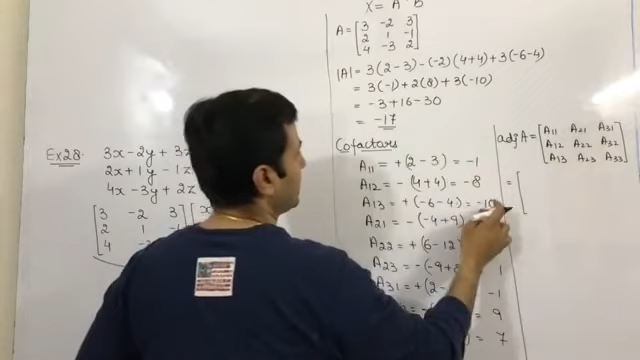 X = A B
A = [3 -2 3
2 1 -1
4 -3 2]
|A| = 3(2-3) -(-2)(4+4) + 3(-6-4)
= 3(-1) + 2(8) + 3(-10)
= -3 + 16 - 30
= -17
Ex28. 3x - 2y + 3
2x + 1y - 1z
4x - 3y + 2z
[3 -2 3
2 1
4
Cofactors
A11 = +(2-3) = -1
A12 = -(4+4) = -8
A13 = +(-6-4) = -10
A21 = -(-4+9)
A22 = +(6-12)
A23 = -(-9+8 1
A31 = +(2- -1
9
7
adj A = [A11 A21 A31
A12 A22 A32
A13 A23 A33]
= [